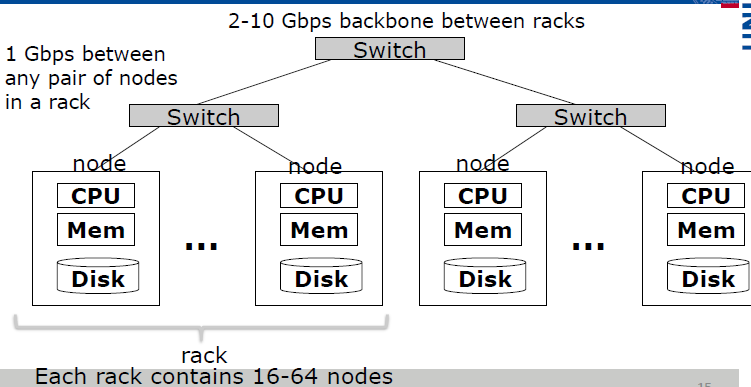 2-10 Gbps backbone between racks
Switch
1 Gbps between
any pair of nodes
in a rack
Switch
Switch
node
node
node
node
CPU
CPU
CPU
CPU
Mem
Mem
Mem
Mem
...
...
Disk
Disk
Disk
Disk
rack
Each rack contains 16-64 nodes